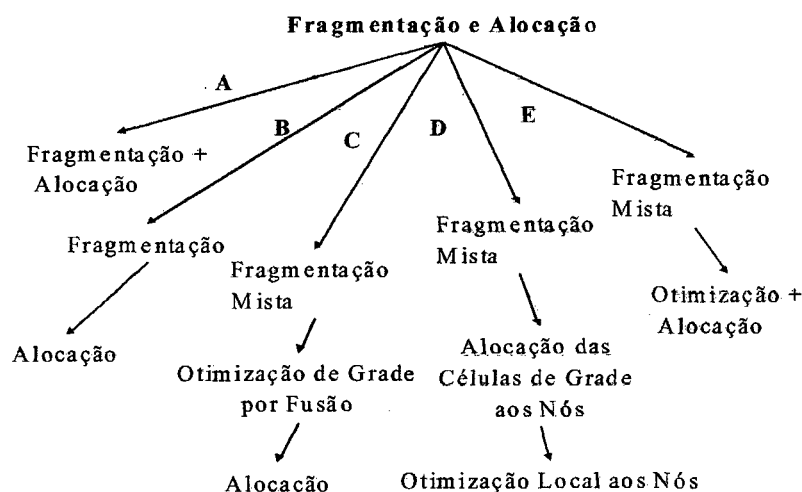 Fragmentação e Alocação
A
B
C
D
E
Fragmentação +
Alocação
Fragmentação
Alocação
Fragmentação
Mista
Otimização de Grade
por Fusão
Alocacão
Fragmentação
Mista
Alocação das
Células de Grade
aos Nós
Otimização Local aos Nós
Fragmentação
Mista
Otimização +
Alocação